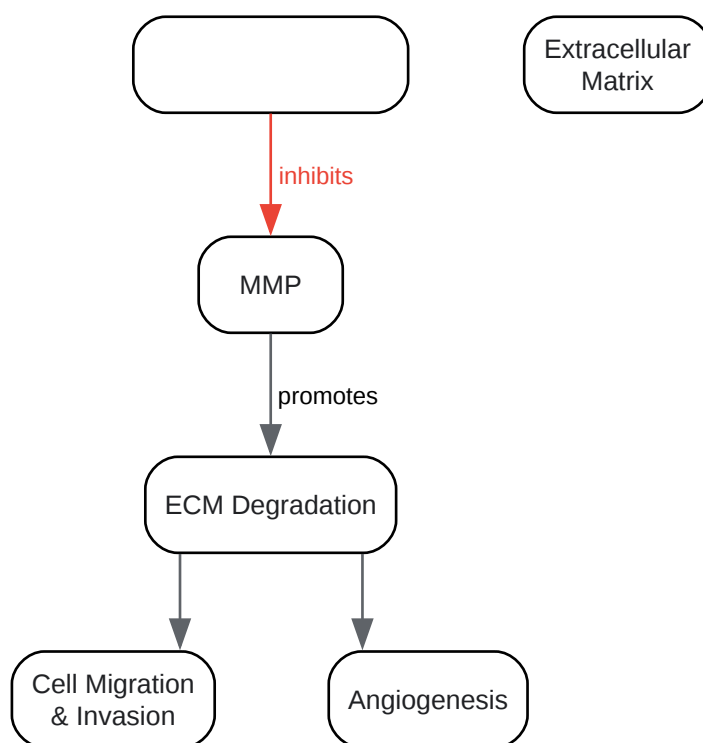 Extracellular
Matrix
inhibits
MMP
promotes
ECM Degradation
Cell Migration
& Invasion
Angiogenesis